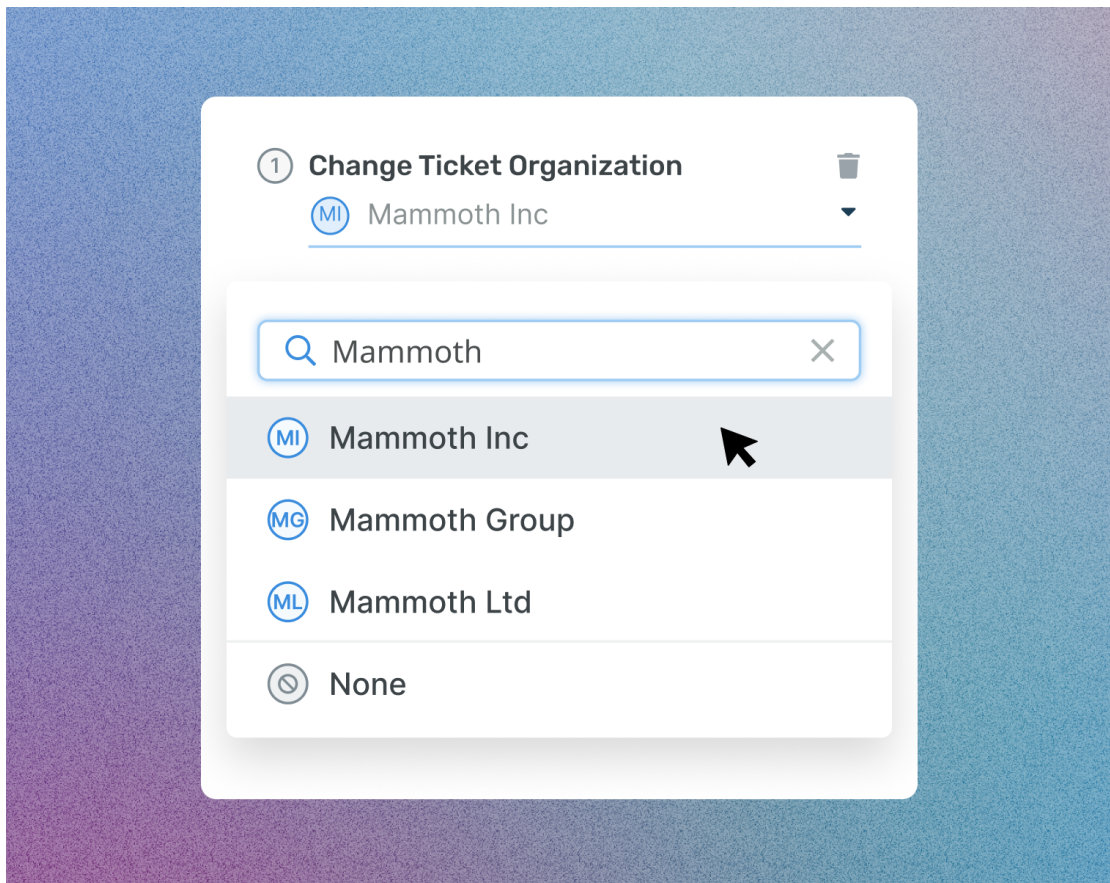 1 Change Ticket Organization
MI Mammoth Inc
Mammoth
MI Mammoth Inc
MG Mammoth Group
ML Mammoth Ltd
None